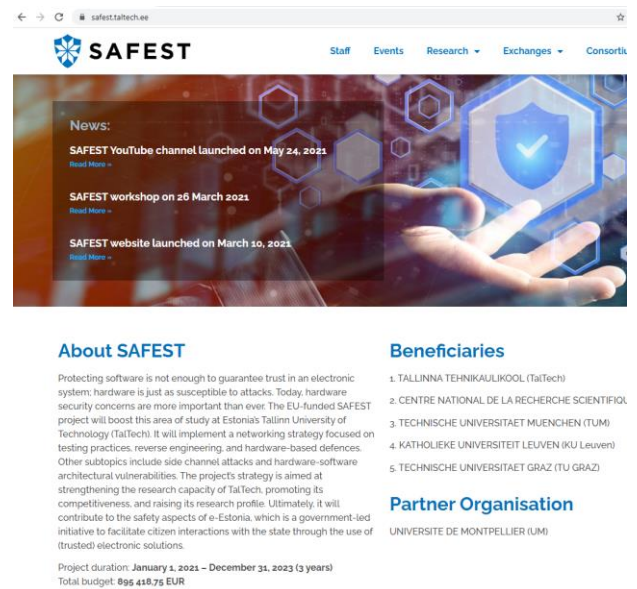 safest.taltech.ee
SAFEST
Staff Events Research Exchanges
News:
SAFEST YouTube channel launched on May 24, 2021
Read More »
SAFEST workshop on 26 March 2021
Read More »
SAFEST website launched on March 10, 2021
Read More »
About SAFEST
Protecting software is not enough to guarantee trust in an electronic
system; hardware is just as susceptible to attacks. Today, hardware
security concerns are more important than ever. The EU-funded SAFEST
project will boost this area of study at Estonia's Tallinn University of
Technology (TalTech). It will implement a networking strategy focused on
testing practices, reverse engineering, and hardware-based defences.
Other subtopics include side channel attacks and hardware-software
architectural vulnerabilities. The project's strategy is aimed at
strengthening the research capacity of TalTech, promoting its
competitiveness, and raising its research profile. Ultimately, it will
contribute to the safety aspects of e-Estonia, which is a government-led
initiative to facilitate citizen interactions with the state through the use of
(trusted) electronic solutions.
Project duration: January 1, 2021 – December 31, 2023 (3 years)
Total budget: 895 418,75 EUR
Beneficiaries
1. TALLINNA TEHNIKAULIKOOL (TalTech)
2. CENTRE NATIONAL DE LA RECHERCHE
3. TECHNISCHE UNIVERSITAET MUENCHEN (TUM)
4. KATHOLIEKE UNIVERSITEIT LEUVEN (KU Leuven)
5. TECHNISCHE UNIVERSITAET GRAZ (TU GRAZ)
Partner Organisation
UNIVERSITE DE MONTPELLIER (UM)